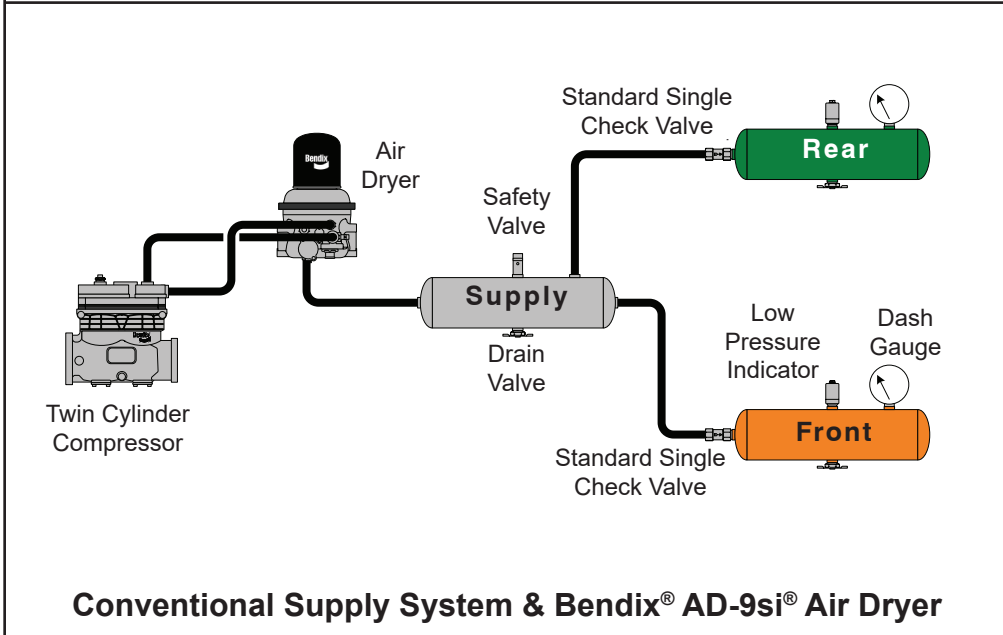 Standard Single
Check Valve
Rear
Bendix
Air
Dryer
Safety
Valve
Supply
Drain
Valve
Low
Pressure
Indicator
Dash
Gauge
Twin Cylinder
Compressor
Front
Standard Single
Check Valve
Conventional Supply System & Bendix® AD-9si® Air Dryer